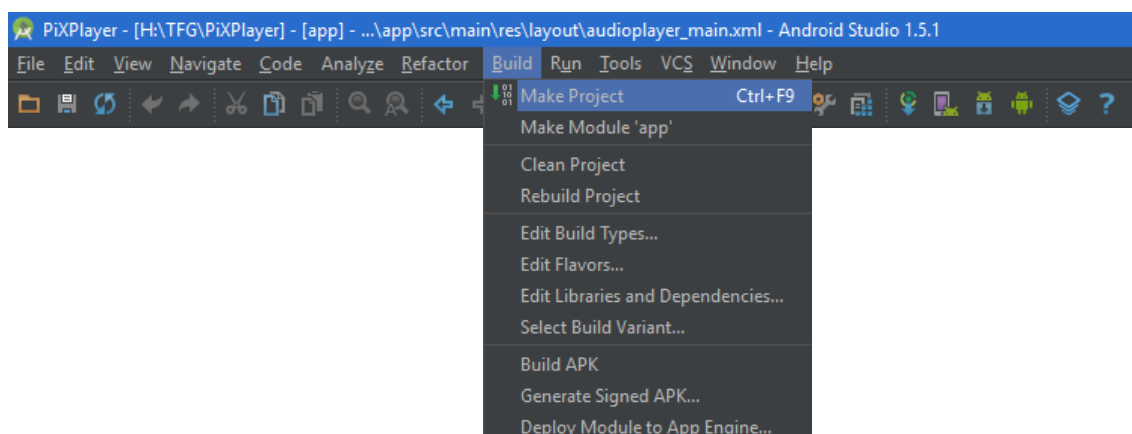 PiXPlayer - [H:\TFG\PiXPlayer] - [app] - ...\app\src\main\res\layout\audioplayer_main.xml - Android Studio 1.5.1
File Edit View Navigate Code Analyze Refactor Build Run Tools VCS Window Help
Make Project Ctrl+F9
Make Module 'app'
Clean Project
Rebuild Project
Edit Build Types...
Edit Flavors...
Edit Libraries and Dependencies...
Select Build Variant...
Build APK
Generate Signed APK...
Deploy Module to App Engine...